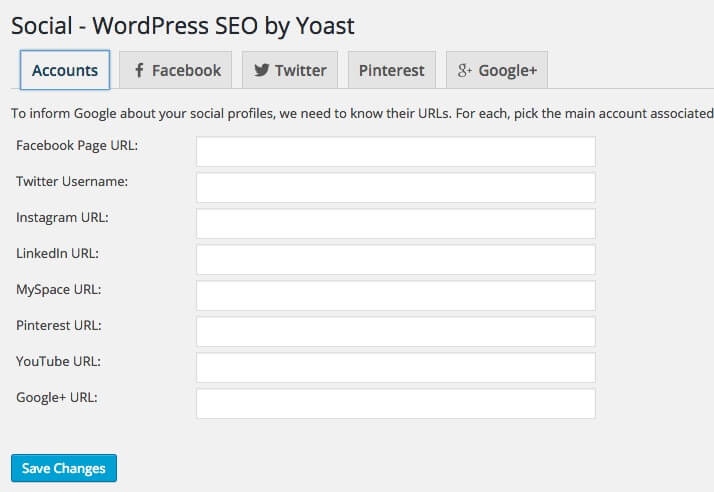 Social - WordPress SEO by Yoast
Accounts Facebook Twitter Pinterest g+ Google+
To inform Google about your social profiles, we need to know their URLs. For each, pick the main account associated
Facebook Page URL:
Twitter Username:
Instagram URL:
LinkedIn URL:
MySpace URL:
Pinterest URL:
YouTube URL:
Google+ URL:
Save Changes